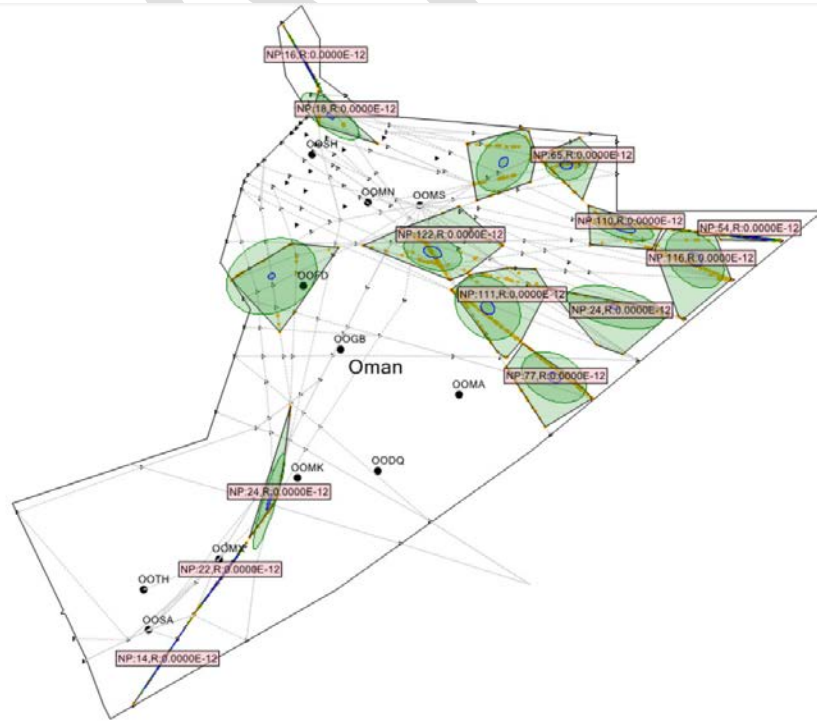 NP:16,R:0.0000E-12
NP:18,R:0.0000E-12
OOSH
NP:65,R:0.0000E-12
OOMN
OOMS
NP:110,R:0.0000E-12
NP:54,R:0.0000E-12
NP:122,R:0.0000E-12
NP:116,R:0.0000E-12
OOFD
NP:111,R:0.0000E-12
NP:24,R:0.0000E-12
OOGB
Oman
NP:77,R:0.0000E-12
OOMA
OODQ
OOMK
NP:24,R:0.0000E-12
OOMX
NP:22,R:0.0000E-12
OOTH
OOSA
NP:14,R:0.0000E-12